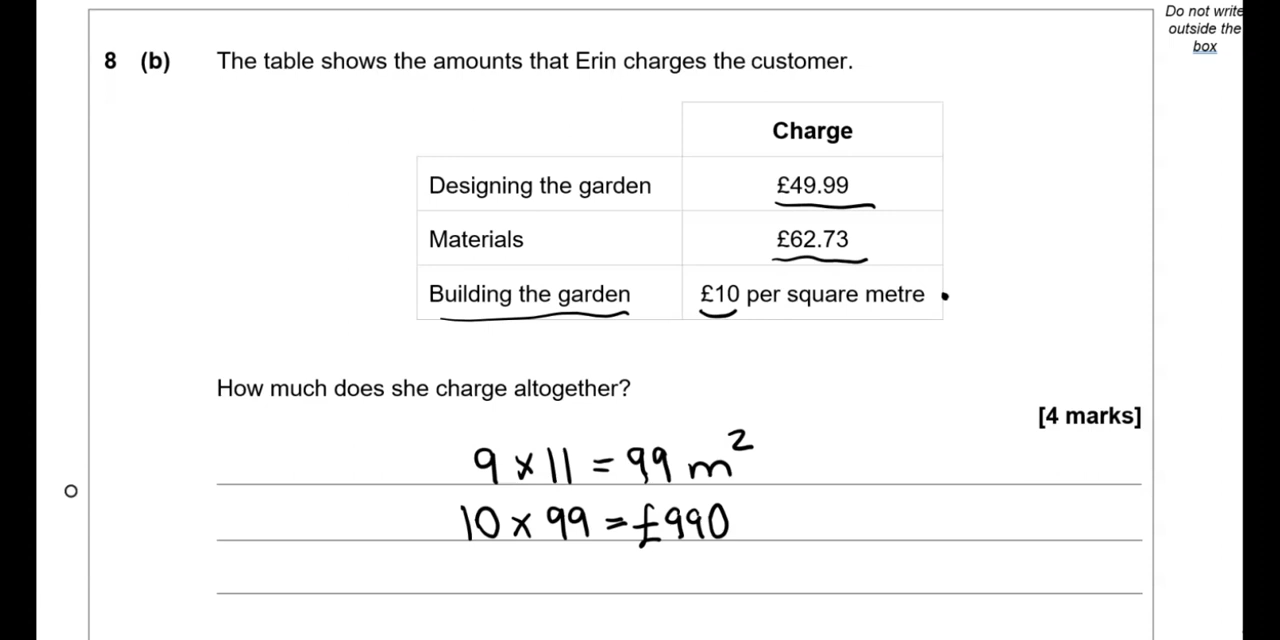 Do not write
outside the
box
8 (b) The table shows the amounts that Erin charges the customer.
Charge
Designing the garden £49.99
Materials £62.73
Building the garden £10 per square metre
How much does she charge altogether?
[4 marks]
9 × 11 = 99 m²
10 × 99 = £990